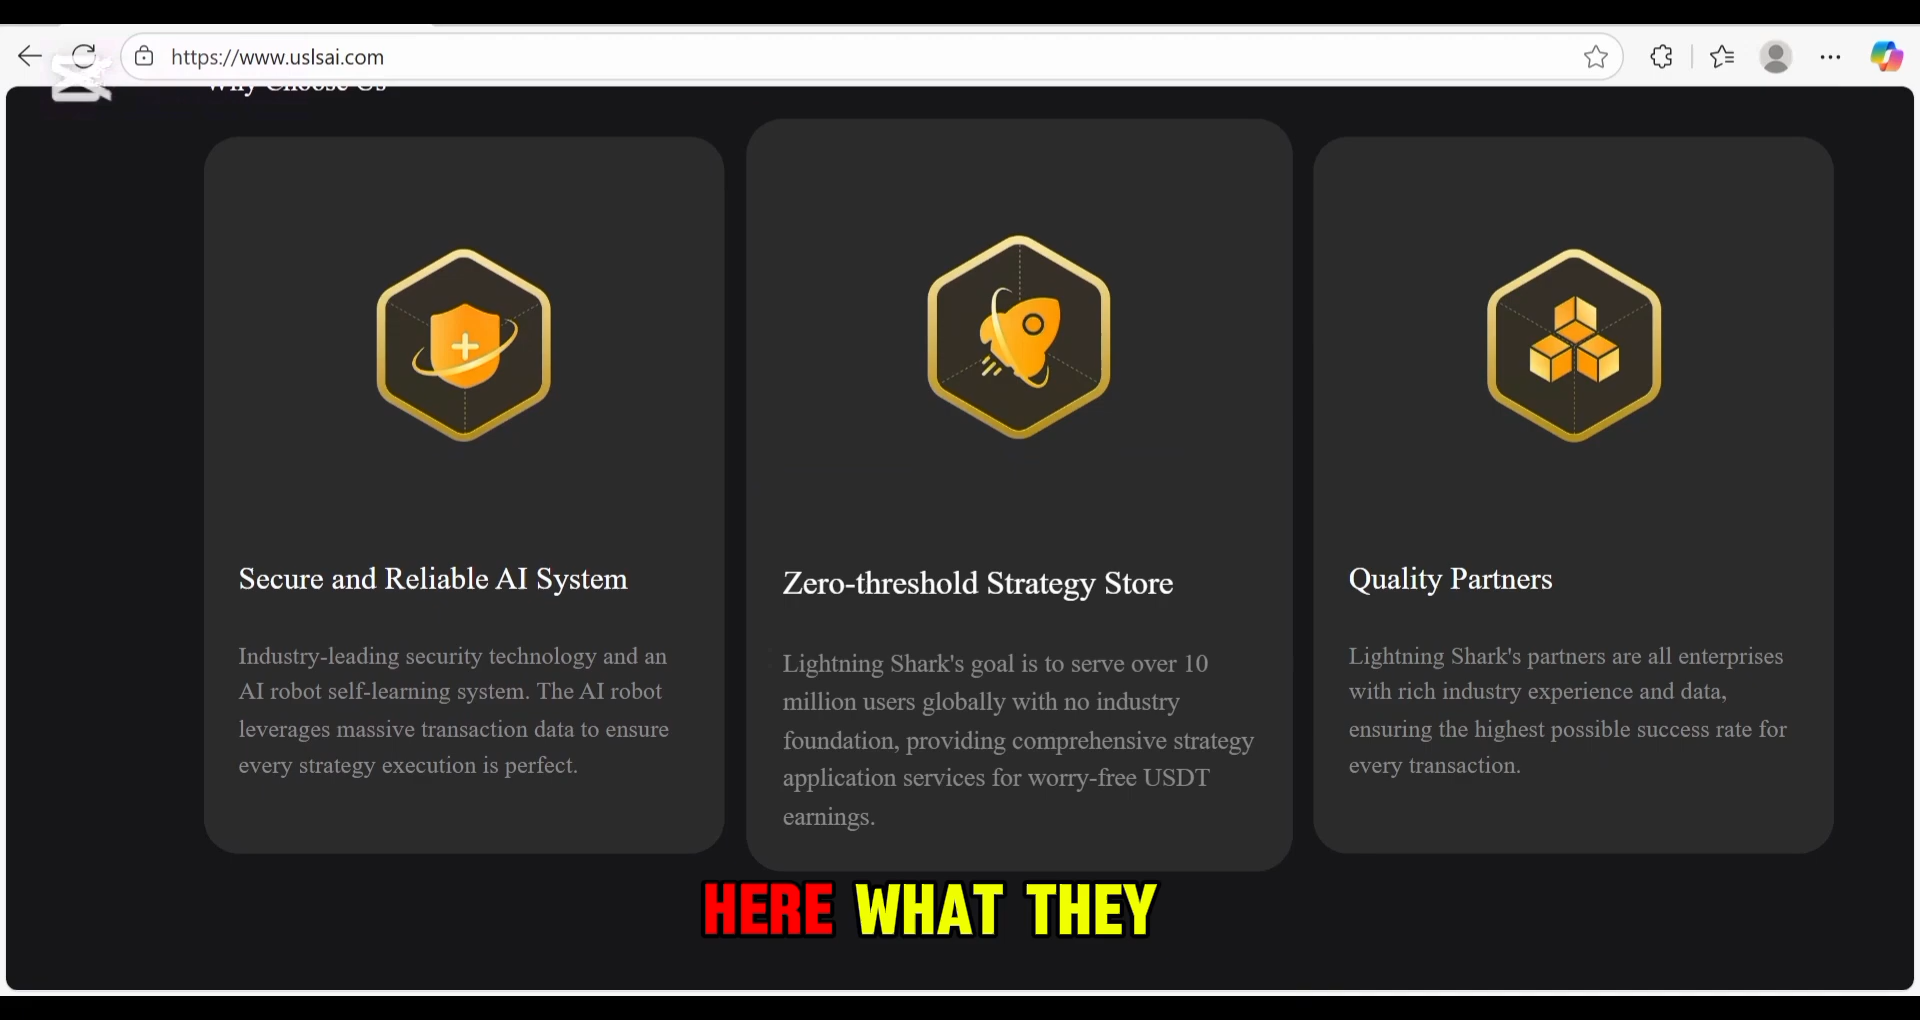 https://www.uslsai.com
Why Choose Us
Secure and Reliable AI System
Industry-leading security technology and an
AI robot self-learning system. The AI robot
leverages massive transaction data to ensure
every strategy execution is perfect.
Zero-threshold Strategy Store
Lightning Shark's goal is to serve over 10
million users globally with no industry
foundation, providing comprehensive strategy
application services for worry-free USDT
earnings.
Quality Partners
Lightning Shark's partners are all enterprises
with rich industry experience and data,
ensuring the highest possible success rate for
every transaction.
HERE WHAT THEY